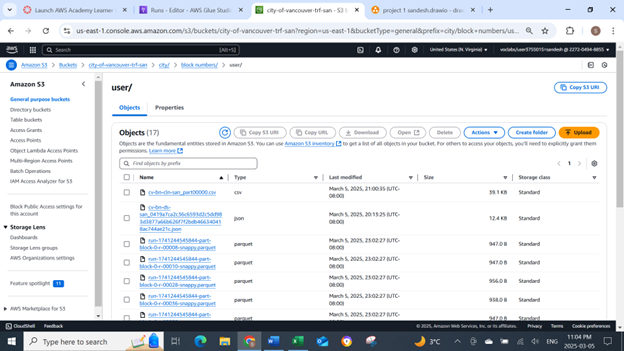 Launch AWS Academy Learner
Runs - Editor - AWS Glue Studio
city-of-vancouver-trf-san - S3
project 1 sandesh.drawio - draw.io
us-east-1.console.aws.amazon.com/s3/buckets/city-of-vancouver-trf-san?region=us-east-1&bucketType=general&prefix=city/block+numbers/us...
aws
Search
[Alt+S]
United States (N. Virginia)
voclabs/user3755015=sandesh @ 2272-0494-8855
Amazon S3
Buckets
city-of-vancouver-trf-san
city/
block numbers/
user/
Amazon S3
General purpose buckets
Directory buckets
Table buckets
Access Grants
Access Points
Object Lambda Access Points
Multi-Region Access Points
Batch Operations
IAM Access Analyzer for S3
Block Public Access settings for
this account
Storage Lens
Dashboards
Storage Lens groups
AWS Organizations settings
Feature spotlight
11
AWS Marketplace for S3
user/
Copy S3 URI
Objects
Properties
Objects (17)
Copy S3 URI
Copy URL
Download
Open
Delete
Actions
Create folder
Upload
Objects are the fundamental entities stored in Amazon S3. You can use Amazon S3 inventory to get a list of all objects in your bucket. For others to access your objects, you'll need to explicitly grant them
permissions. Learn more
Find objects by prefix
1
Name
Type
Last modified
Size
Storage class
cv-bn-cln-san_part00000.csv
csv
March 5, 2025, 21:00:35 (UTC-
08:00)
39.1 KB
Standard
cv-bn-ds-
json
March 5, 2025, 20:15:25 (UTC-
08:00)
12.4 KB
Standard
run-1741244545844-part-
block-0-r-00008-snappy.parquet
parquet
March 5, 2025, 23:02:27 (UTC-
08:00)
947.0 B
Standard
run-1741244545844-part-
block-0-r-00010-snappy.parquet
parquet
March 5, 2025, 23:02:27 (UTC-
08:00)
947.0 B
Standard
run-1741244545844-part-
block-0-r-00028-snappy.parquet
parquet
March 5, 2025, 23:02:27 (UTC-
08:00)
956.0 B
Standard
run-1741244545844-part-
block-0-r-00036-snappy.parquet
parquet
March 5, 2025, 23:02:27 (UTC-
08:00)
938.0 B
Standard
run-1741244545844-part-
parquet
March 5, 2025, 23:02:27 (UTC-
947.0 B
Standard
CloudShell
Feedback
© 2025, Amazon Web Services, Inc. or its affiliates.
Privacy
Terms
Cookie preferences
Type here to search
3°C
ENG
11:04 PM
2025-03-05